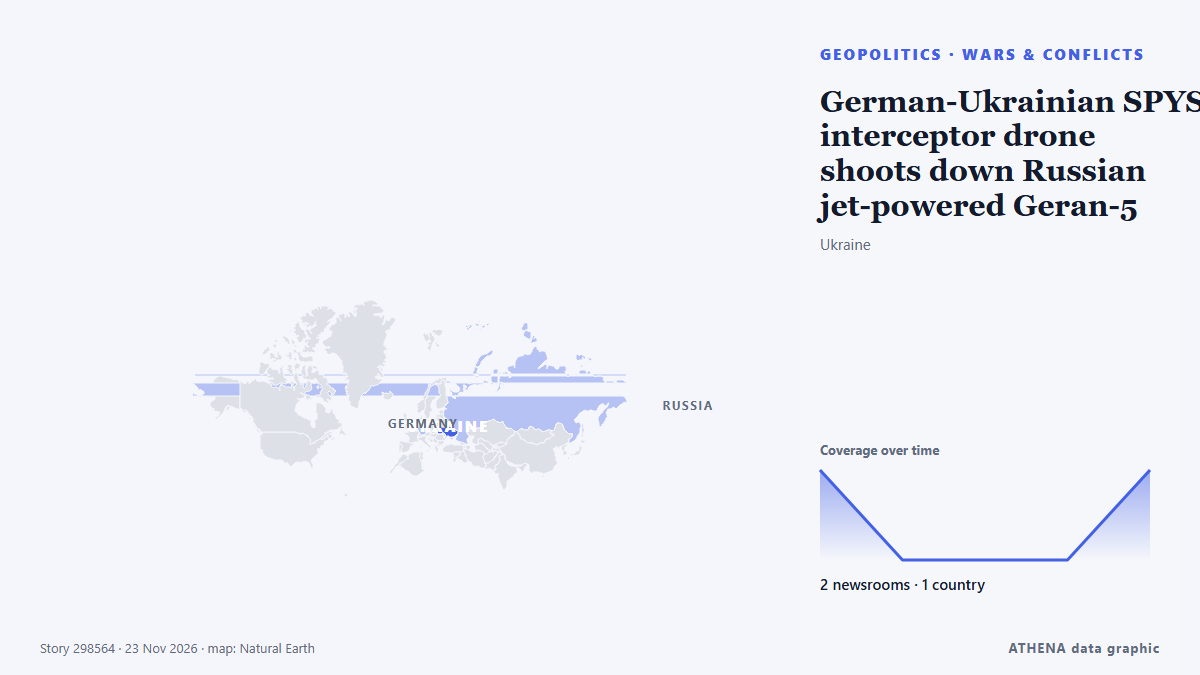 GEOPOLITICS · WARS & CONFLICTS
German-Ukrainian SPYS
interceptor drone
shoots down Russian
jet-powered Geran-5
Ukraine
RUSSIA
GERMANY
Coverage over time
2 newsrooms · 1 country
Story 298564 · 23 Nov 2026 · map: Natural Earth
ATHENA data graphic